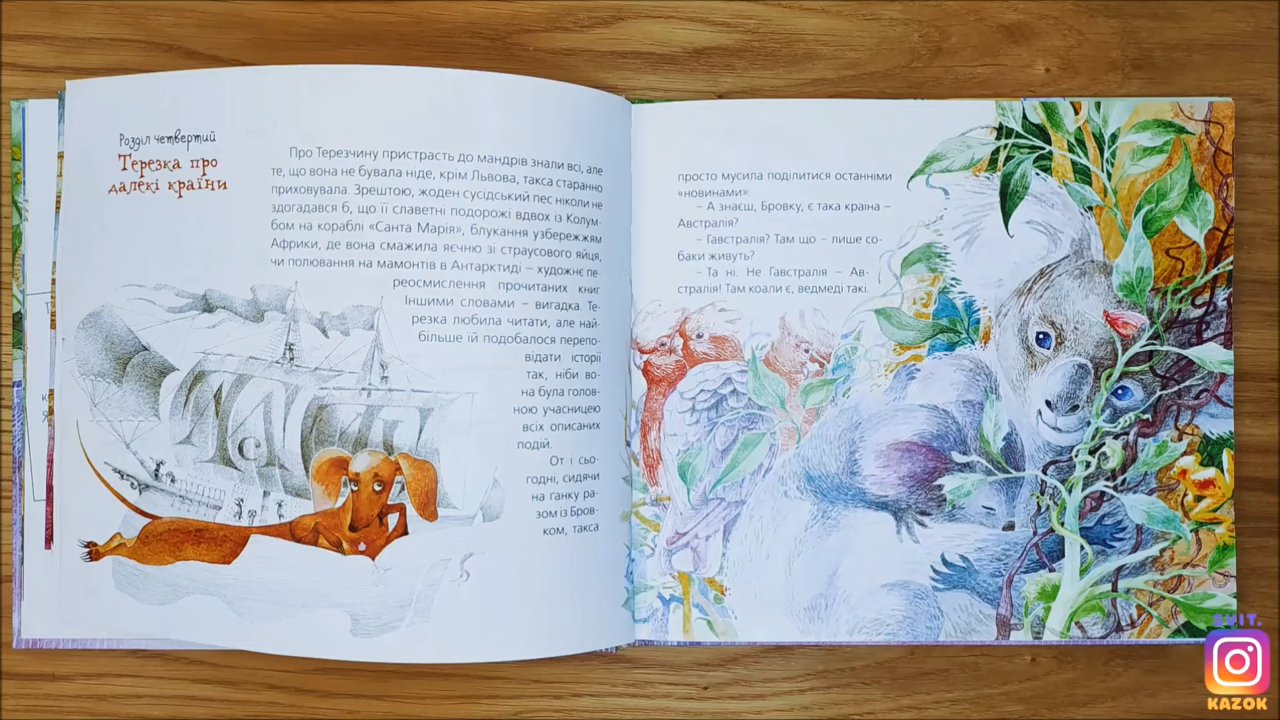 Розділ четвертий
Терезка про
далекі країни
Про Терезчину пристрасть до мандрів знали всі, але
те, що вона не бувала ніде, крім Львова, такса старанно
приховувала. Зрештою, жоден сусідський пес ніколи не
здогадався б, що її славетні подорожі вдвох із Колум-
бом на кораблі «Санта Марія», блукання узбережжям
Африки, де вона смажила яєчню зі страусового яйця,
чи полювання на мамонтів в Антарктиді – художнє пе-
реосмислення прочитаних книг.
Іншими словами – вигадка. Те-
резка любила читати, але най-
більше їй подобалося перепо-
відати історії
так, ніби во-
на була голов-
ною учасницею
всіх описаних
подій.
От і сьо-
годні, сидячи
на ганку ра-
зом із Бров-
ком, такса
просто мусила поділитися останніми
«новинами»:
– А знаєш, Бровку, є така країна –
Австралія?
– Гавстралія? Там що – лише со-
баки живуть?
– Та ні. Не Гавстралія – Ав-
стралія! Там коали є, ведмеді такі.
SVIT.
KAZOK